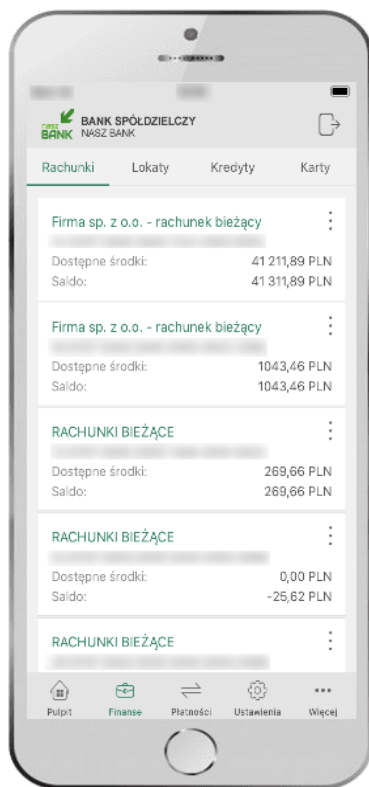 nasz
BANK
BANK SPÓŁDZIELCZY
NASZ BANK
Rachunki Lokaty Kredyty Karty
Firma sp. z o.o. - rachunek bieżący
Dostępne środki: 41 211,89 PLN
Saldo: 41 311,89 PLN
Firma sp. z o.o. - rachunek bieżący
Dostępne środki: 1043,46 PLN
Saldo: 1043,46 PLN
RACHUNKI BIEŻĄCE
Dostępne środki: 269,66 PLN
Saldo: 269,66 PLN
RACHUNKI BIEŻĄCE
Dostępne środki: 0,00 PLN
Saldo: -25,62 PLN
RACHUNKI BIEŻĄCE
Pulpit Finanse Płatności Ustawienia Więcej